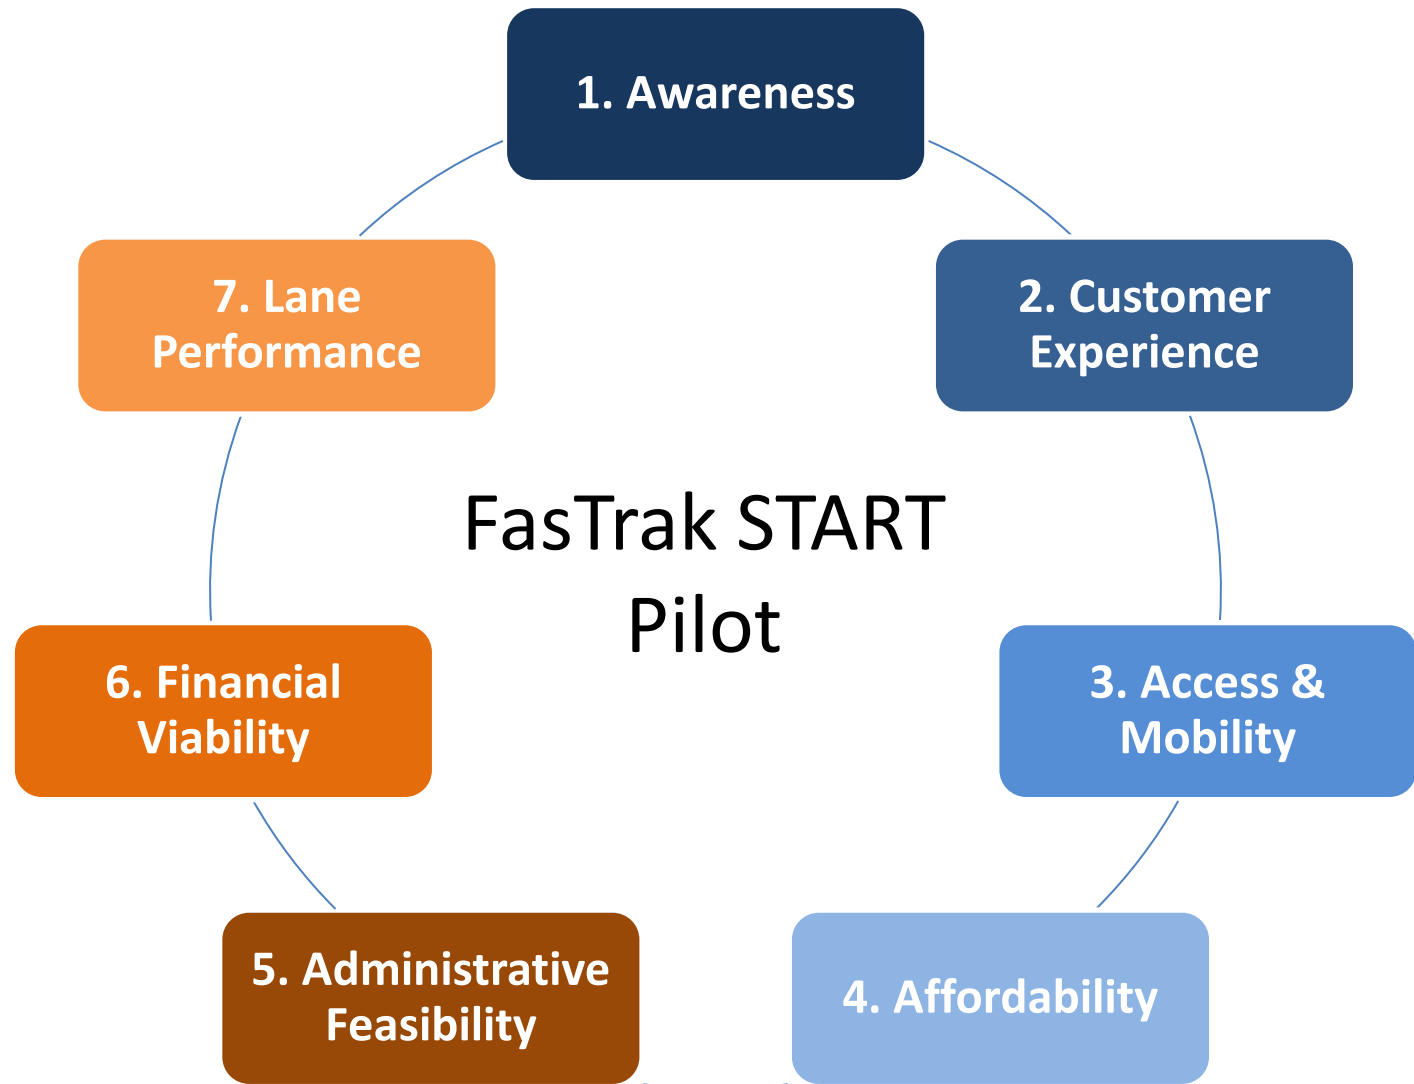 1. Awareness
2. Customer
Experience
3. Access &
Mobility
4. Affordability
5. Administrative
Feasibility
6. Financial
Viability
7. Lane
Performance
FasTrak START
Pilot